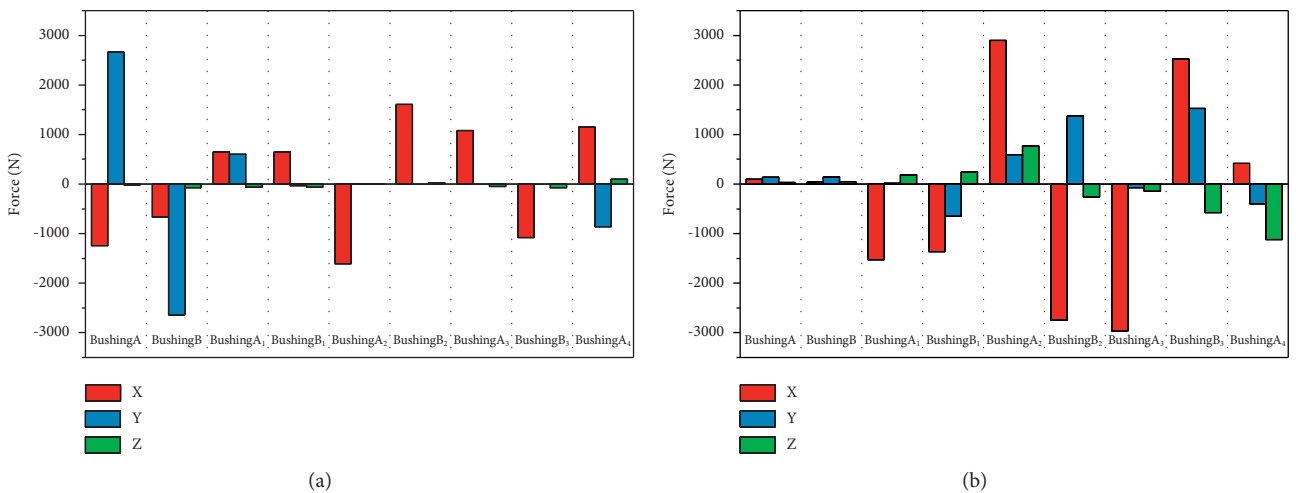 3000
2000
1000
0
-1000
-2000
-3000
Force (N)
BushingA BushingB BushingA₁ BushingB₁ BushingA₂ BushingB₂ BushingA₃ BushingB₃ BushingA₄
X
Y
Z
(a)
3000
2000
1000
0
-1000
-2000
-3000
Force (N)
BushingA BushingB BushingA₁ BushingB₁ BushingA₂ BushingB₂ BushingA₃ BushingB₃ BushingA₄
X
Y
Z
(b)